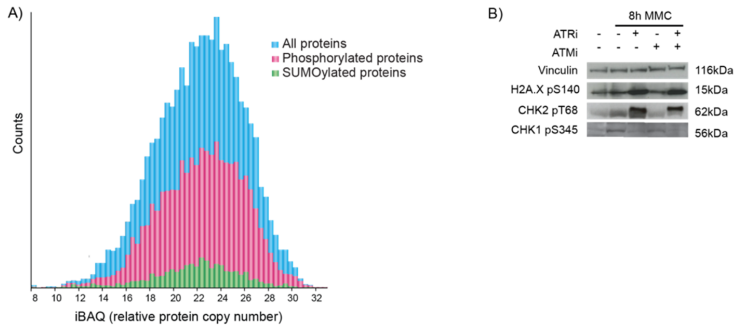 A)
All proteins
Phosphorylated proteins
SUMOylated proteins
Counts
8 10 12 14 16 18 20 22 24 26 28 30 32
iBAQ (relative protein copy number)
B)
8h MMC
ATRi - - + - +
ATMi - - - + +
Vinculin 116kDa
H2A.X pS140 15kDa
CHK2 pT68 62kDa
CHK1 pS345 56kDa